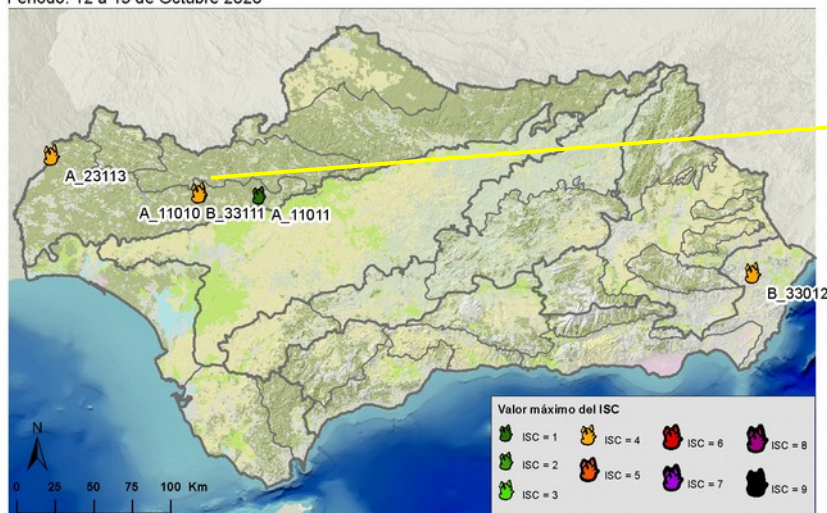 A_23113
A_11010 B_33111 A_11011
B_33012
N
0 25 50 75 100 Km
Valor máximo del ISC
ISC = 1 ISC = 4 ISC = 6 ISC = 8
ISC = 2 ISC = 5 ISC = 7 ISC = 9
ISC = 3